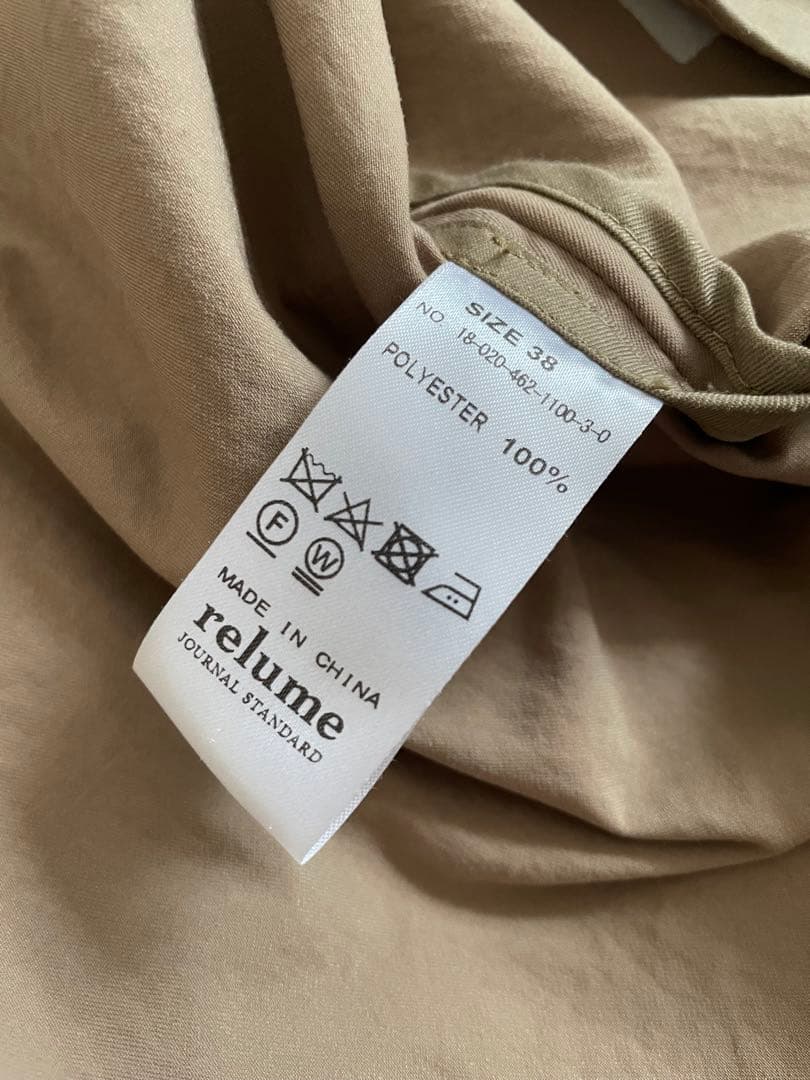 SIZE 38
NO. 18-020-462-1100-3-0
POLYESTER 100%
F W
MADE IN CHINA
relume
JOURNAL STANDARD